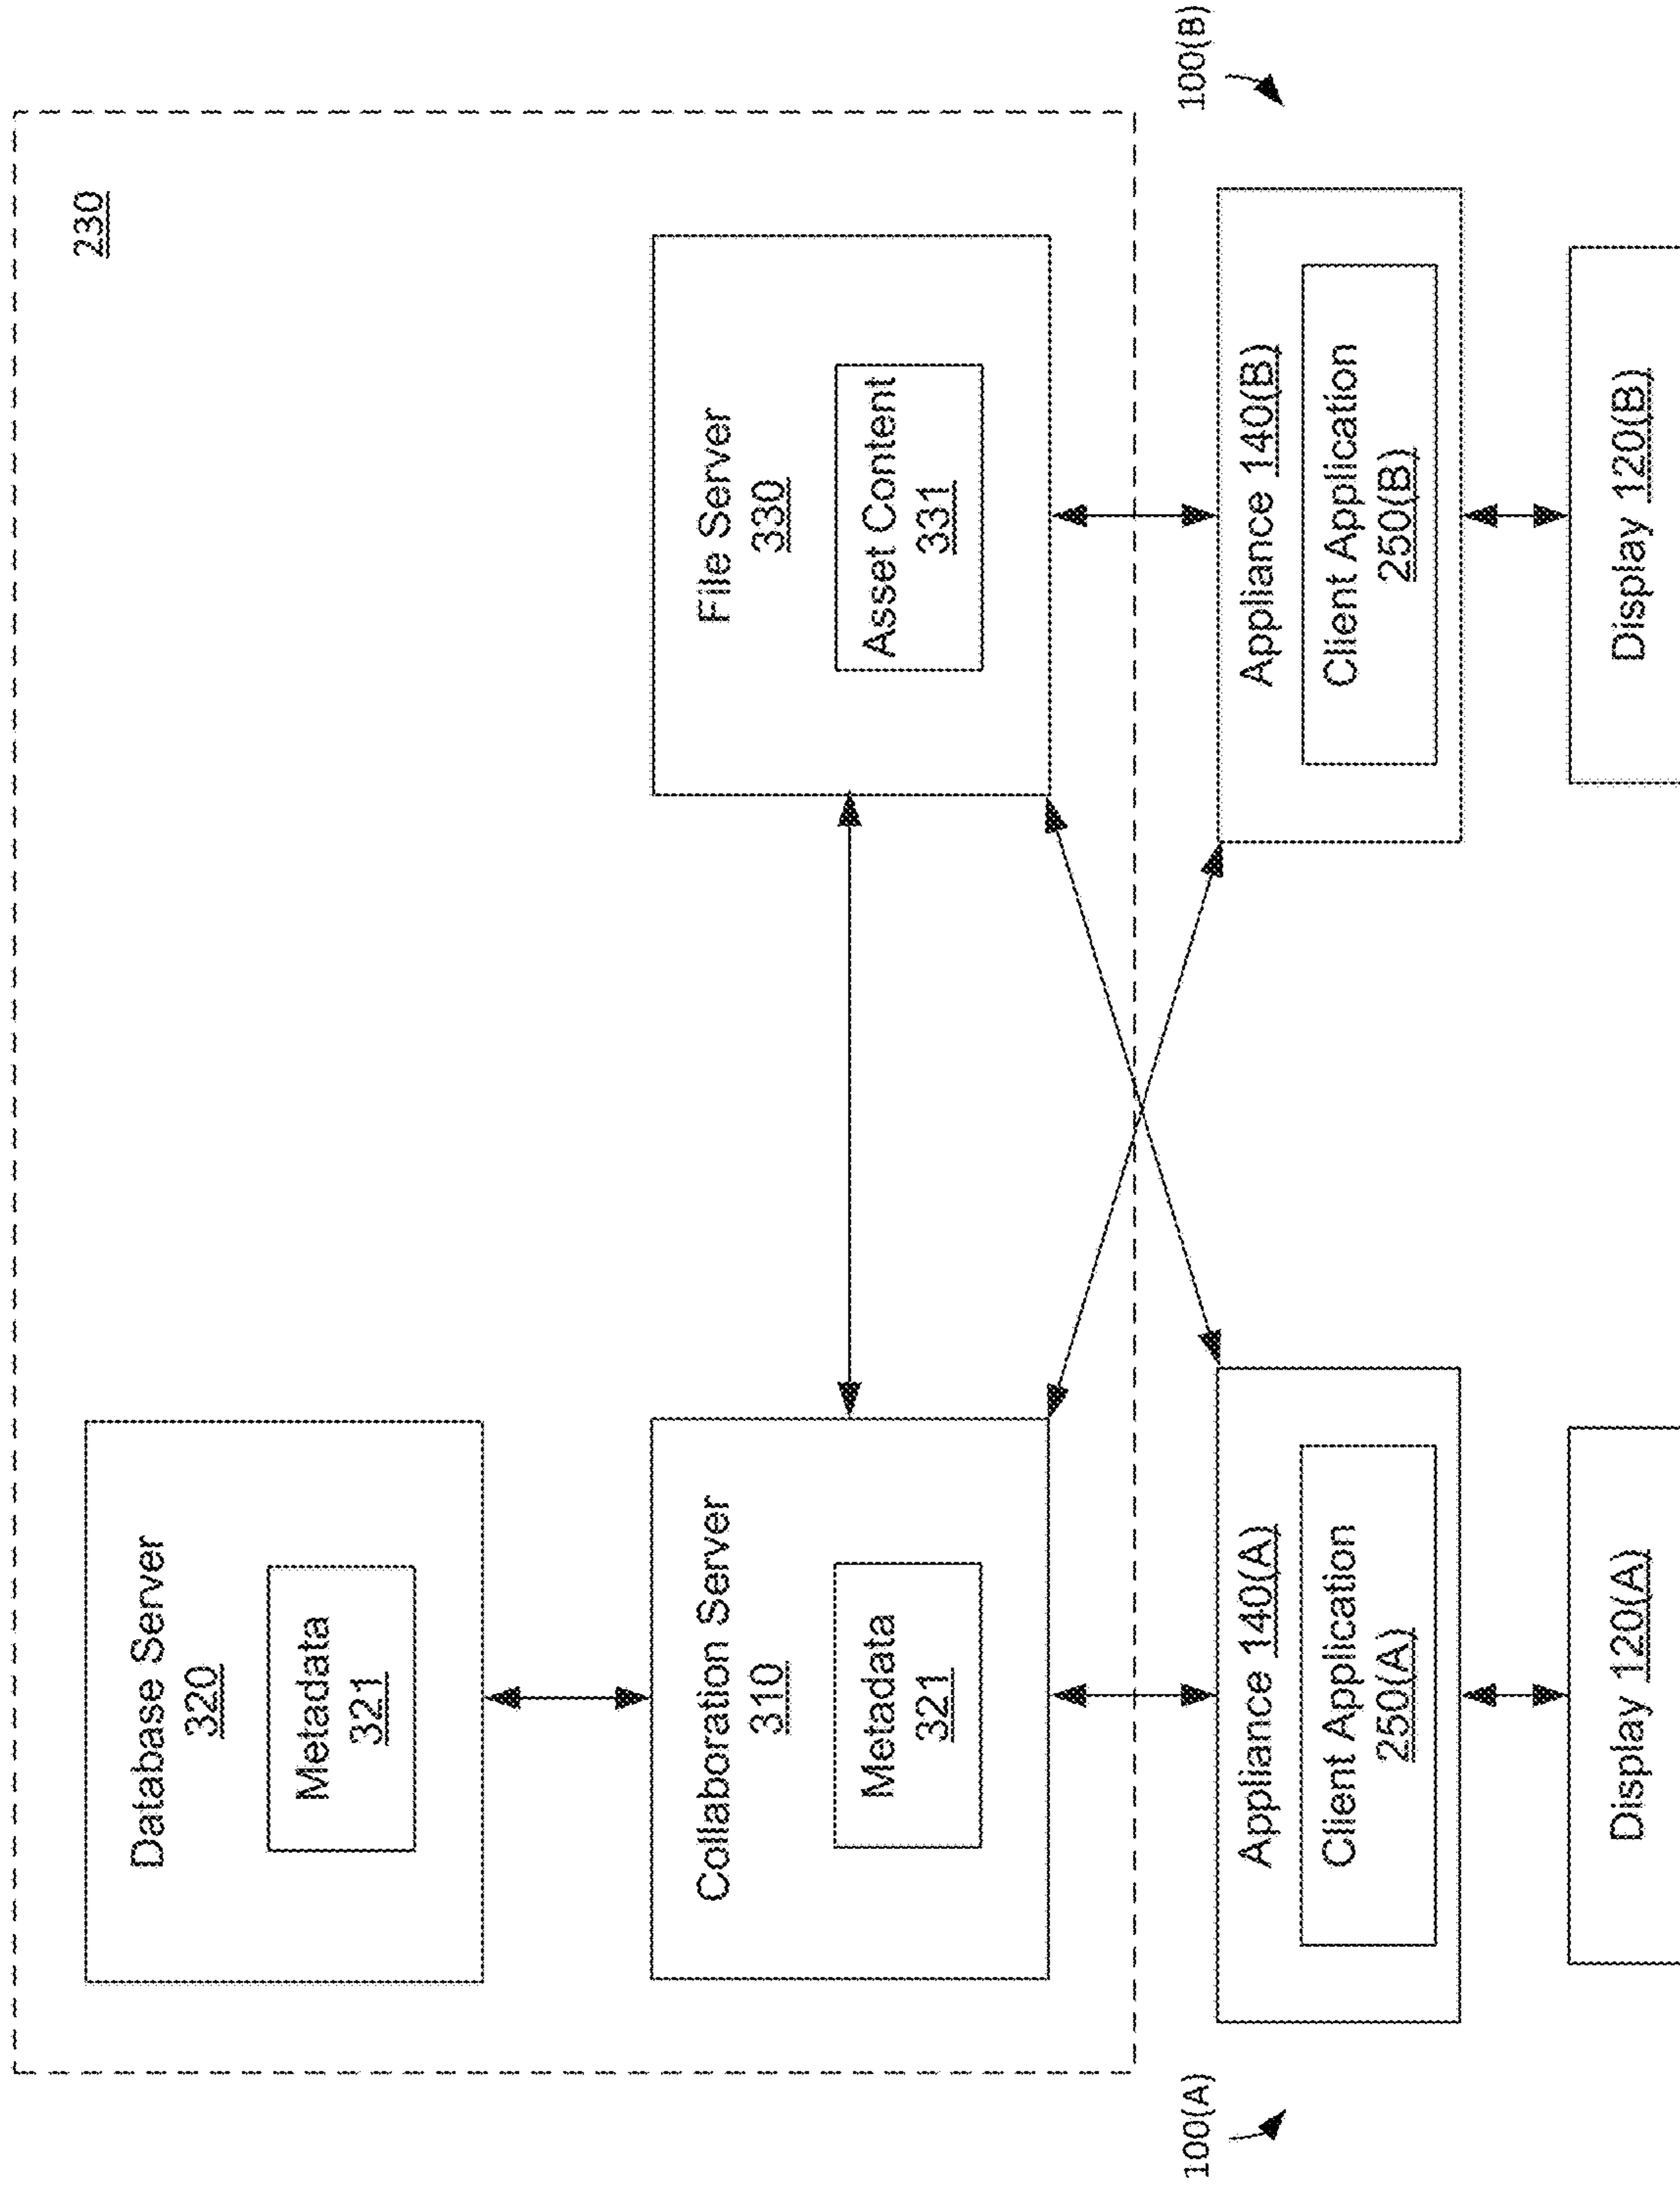 230
Database Server
320
Metadata
321
Collaboration Server
310
Metadata
321
File Server
330
Asset Content
331
100(A)
100(B)
Appliance 140(A)
Client Application
250(A)
Appliance 140(B)
Client Application
250(B)
Display 120(A)
Display 120(B)